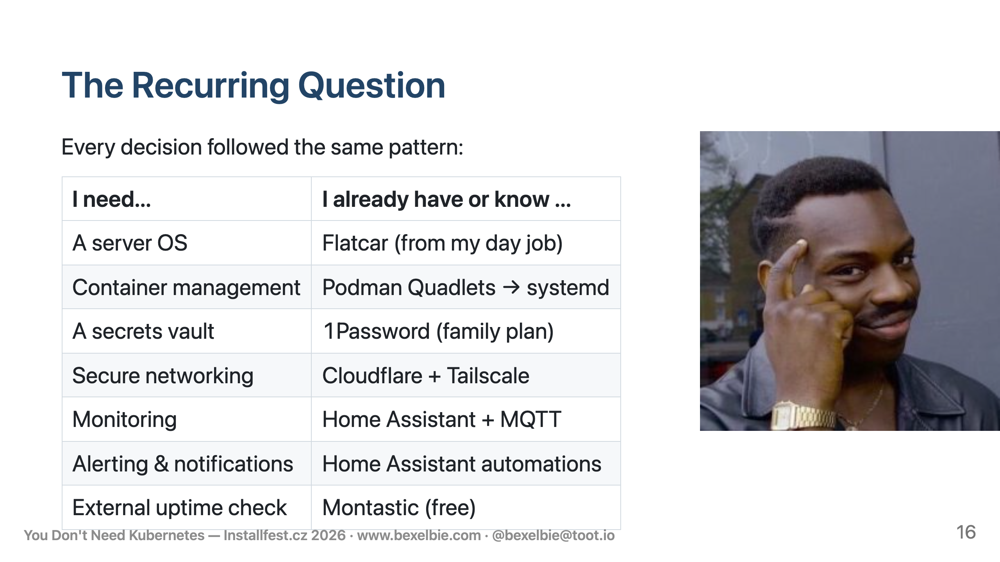 The Recurring Question
Every decision followed the same pattern:
I need... I already have or know ...
A server OS Flatcar (from my day job)
Container management Podman Quadlets → systemd
A secrets vault 1Password (family plan)
Secure networking Cloudflare + Tailscale
Monitoring Home Assistant + MQTT
Alerting & notifications Home Assistant automations
External uptime check Montastic (free)
You Don't Need Kubernetes — Installfest.cz 2026 · www.bexelbie.com · @bexelbie@toot.io 16